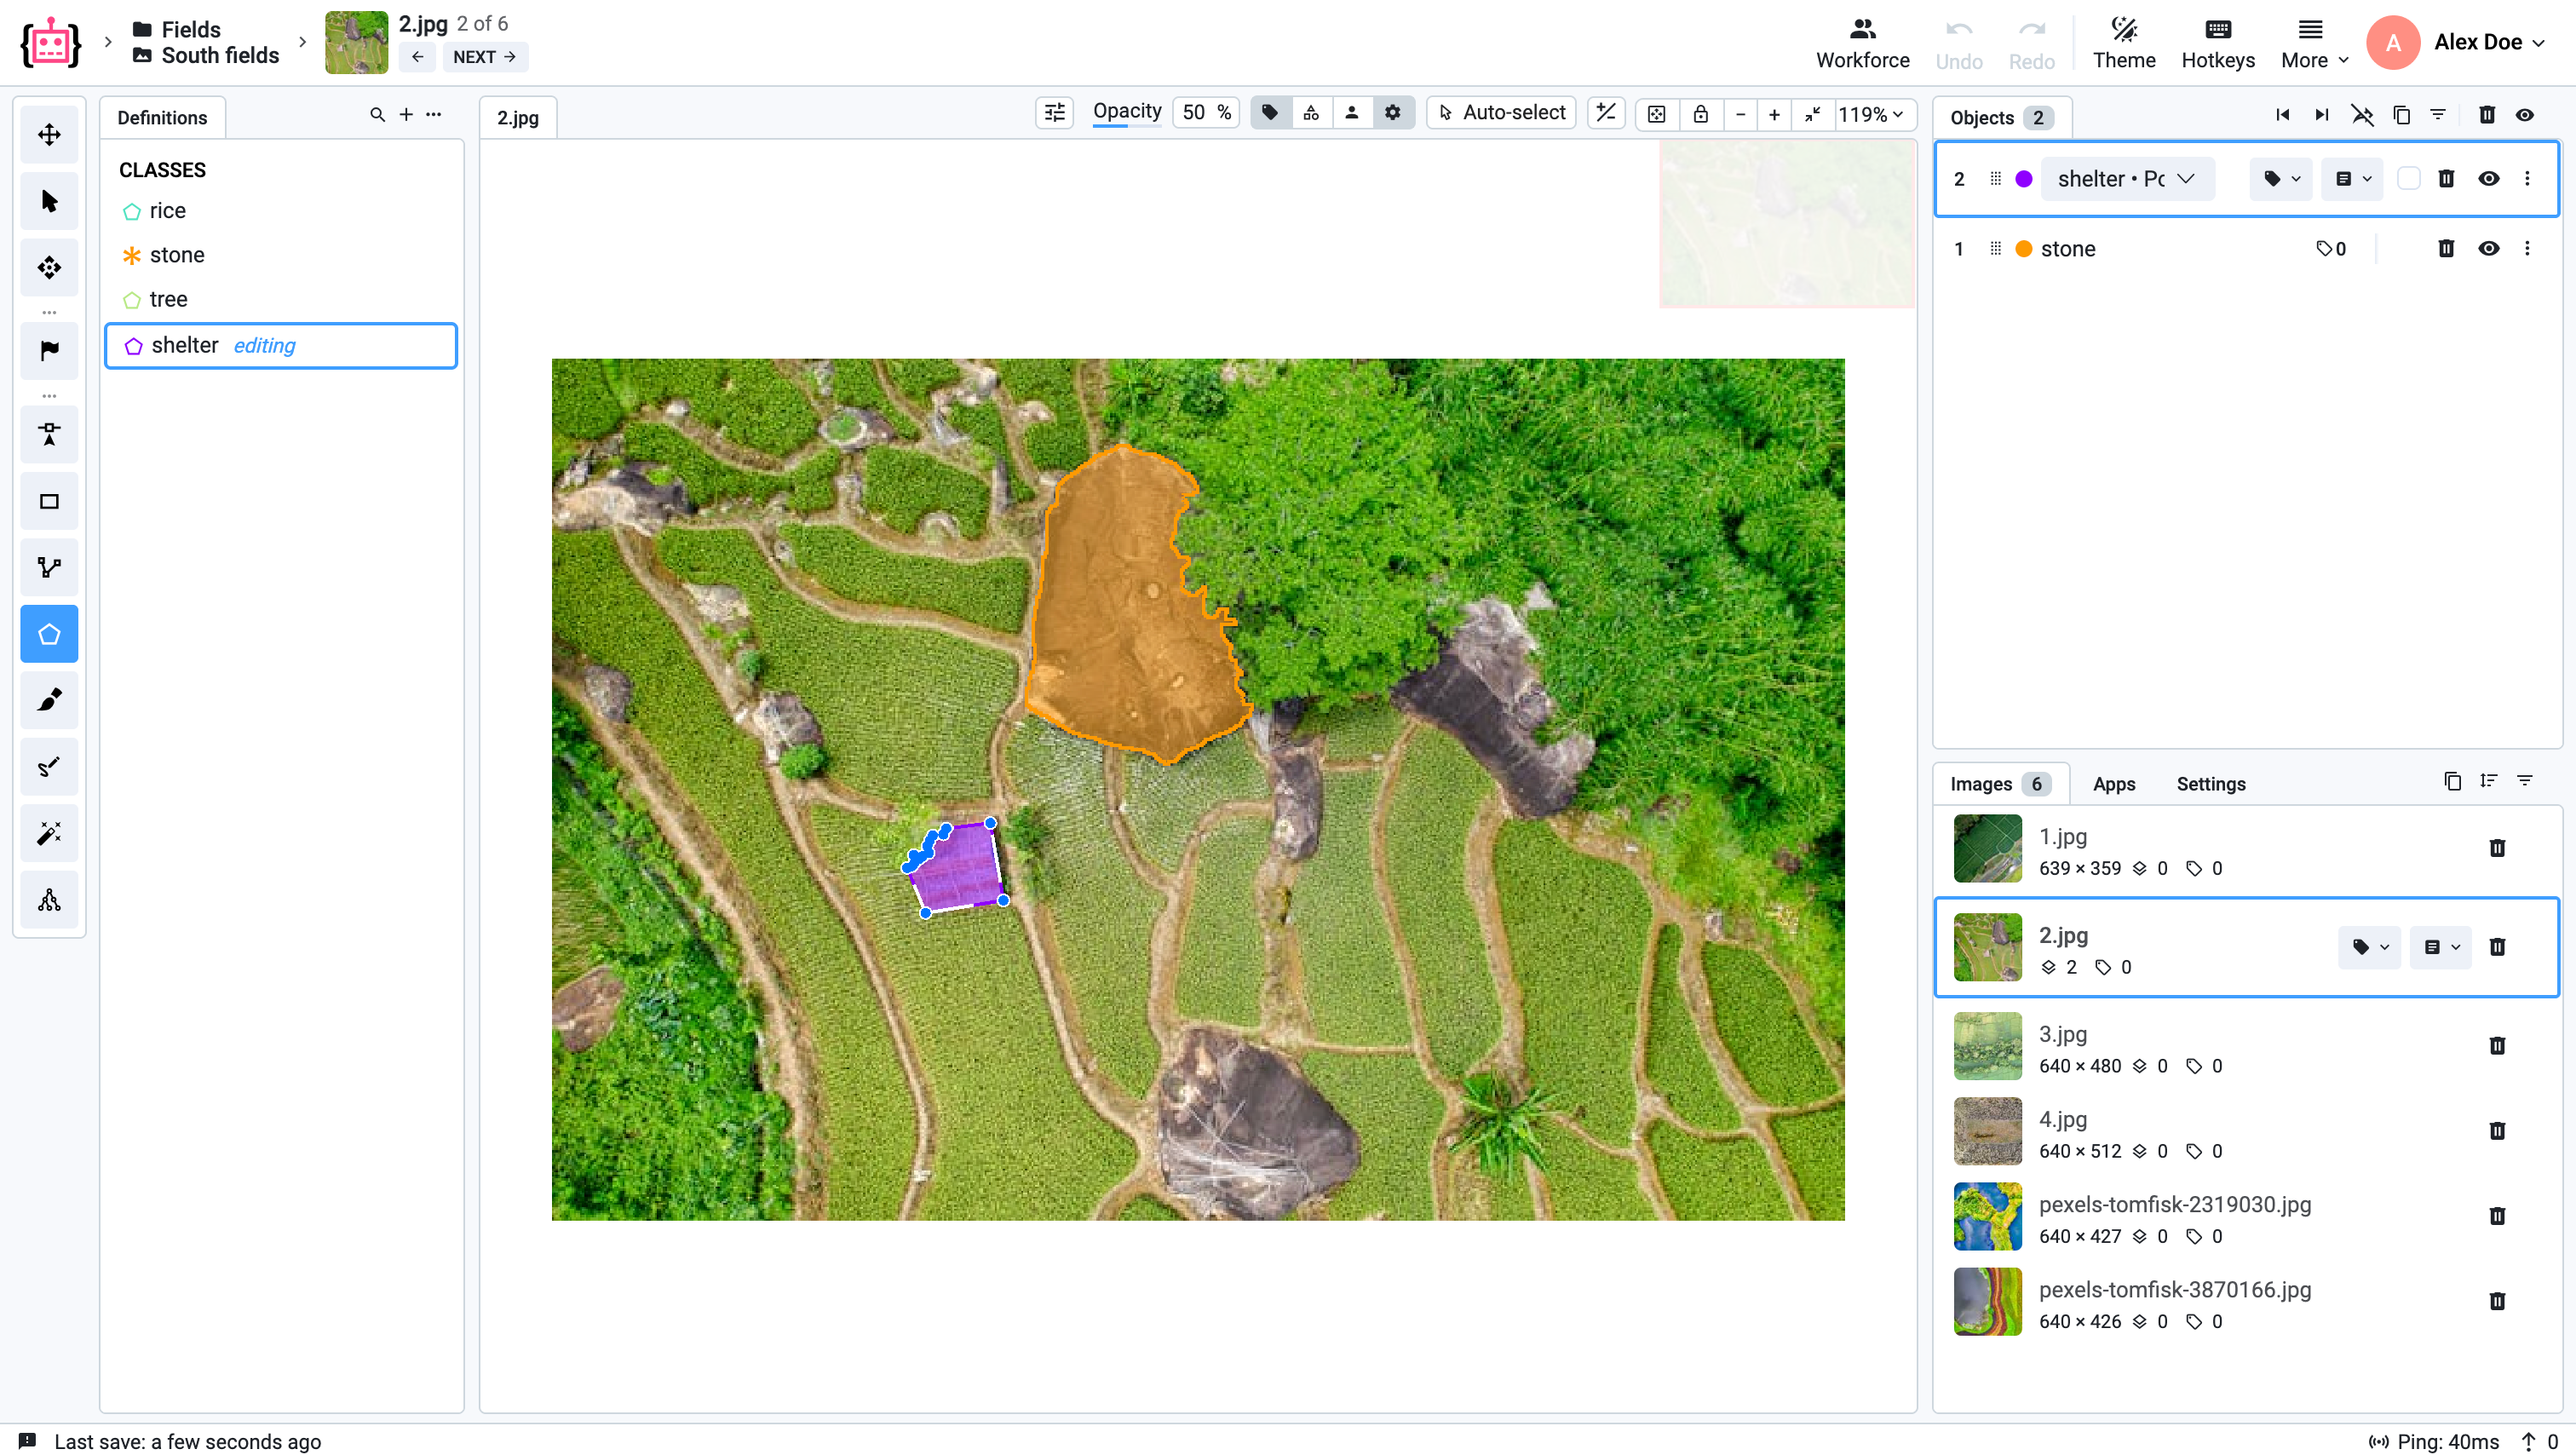 Fields
South fields
2.jpg 2 of 6
NEXT
Workforce
Undo
Redo
Theme
Hotkeys
More
A
Alex Doe
Definitions
CLASSES
rice
stone
tree
shelter editing
2.jpg
Opacity 50 %
Auto-select
119%
Objects 2
2 shelter • Po
1 stone 0
Images 6
Apps
Settings
1.jpg
639 × 359 0 0
2.jpg
2 0
3.jpg
640 × 480 0 0
4.jpg
640 × 512 0 0
pexels-tomfisk-2319030.jpg
640 × 427 0 0
pexels-tomfisk-3870166.jpg
640 × 426 0 0
Last save: a few seconds ago
Ping: 40ms 0